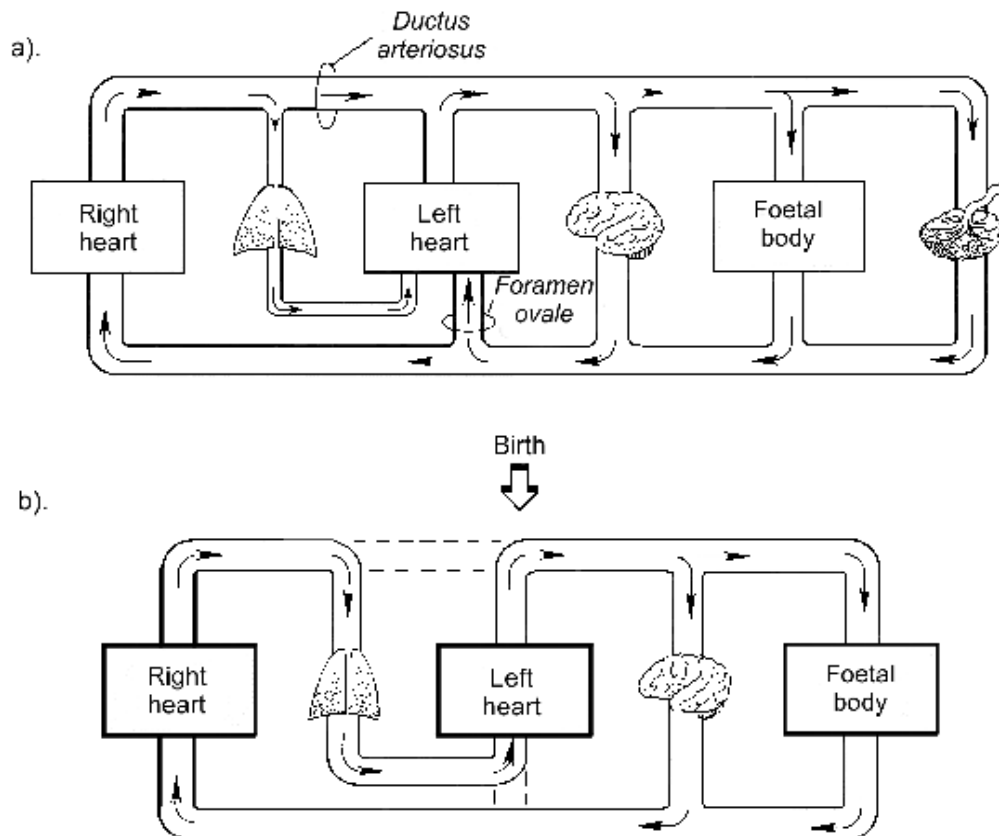 a).
Ductus
arteriosus
Right
heart
Left
heart
Foetal
body
Foramen
ovale
Birth
b).
Right
heart
Left
heart
Foetal
body